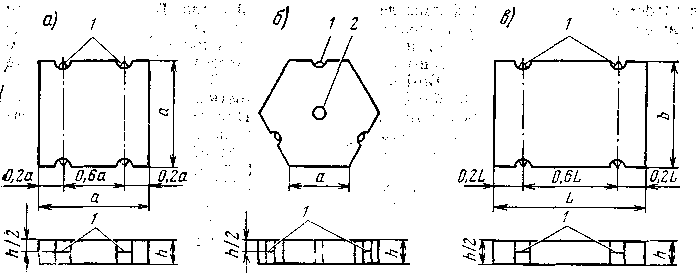 а) 1 б) 1 2 в) 1
a b
0,2a 0,6a 0,2a a 0,2L 0,6L 0,2L
a L
1 1 1
h/2 h h/2 h h/2 h